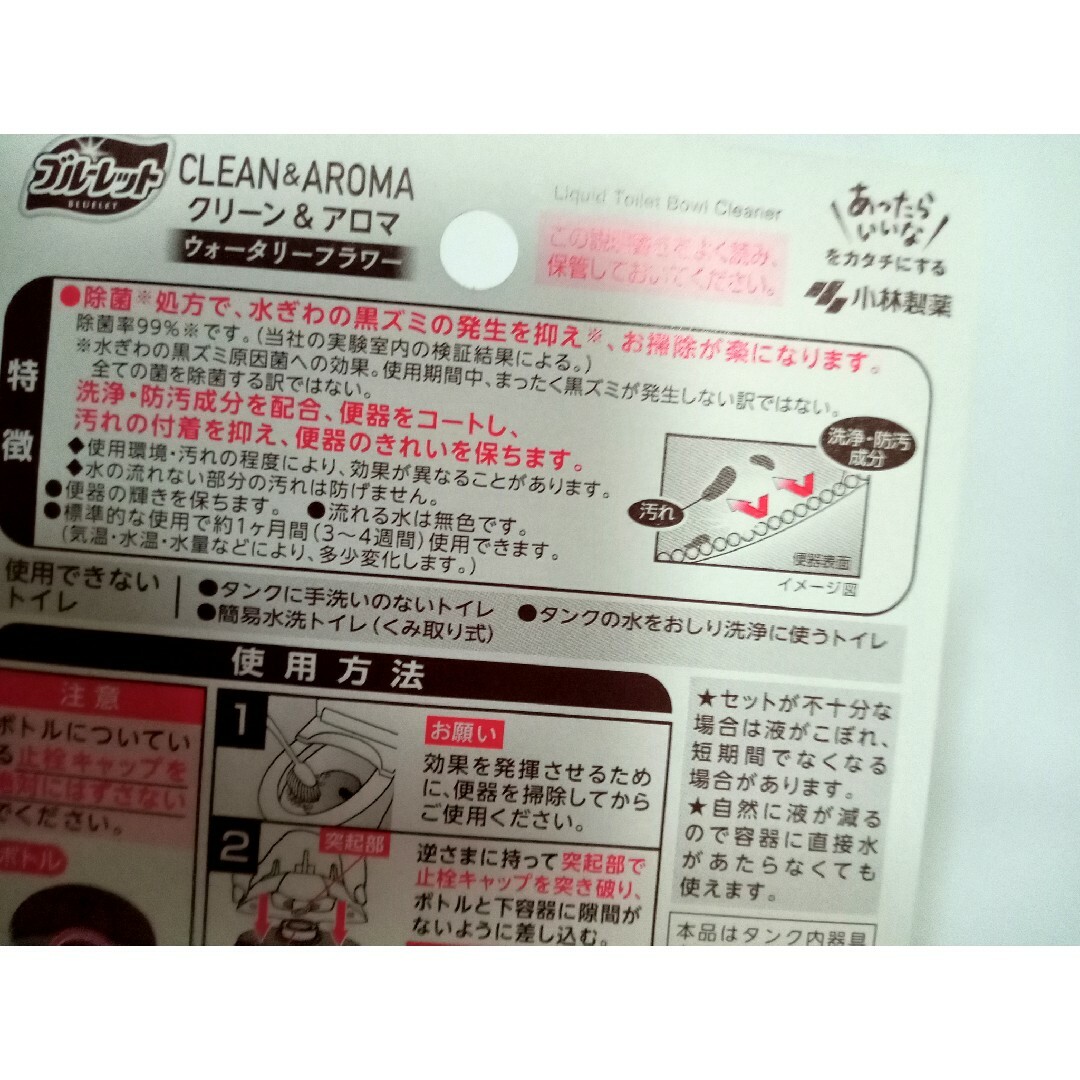 ブルーレット
BLUELET
CLEAN&AROMA
クリーン&アロマ
ウォータリーフラワー
Liquid Toilet Bowl Cleaner
この説明書きをよく読み、
保管しておいてください。
あったら
いいな
をカタチにする
小林製薬
特徴
●除菌※処方で、水ぎわの黒ズミの発生を抑え※、お掃除が楽になります。
除菌率99%※です。(当社の実験室内の検証結果による。)
※水ぎわの黒ズミ原因菌への効果。使用期間中、まったく黒ズミが発生しない訳ではない。
全ての菌を除菌する訳ではない。
洗浄・防汚成分を配合、便器をコートし、
汚れの付着を抑え、便器のきれいを保ちます。
◆使用環境・汚れの程度により、効果が異なることがあります。
◆水の流れない部分の汚れは防げません。
●便器の輝きを保ちます。 ●流れる水は無色です。
●標準的な使用で約1ヶ月間(3〜4週間)使用できます。
(気温・水温・水量などにより、多少変化します。)
洗浄・防汚
成分
汚れ
便器表面
イメージ図
使用できない
トイレ
●タンクに手洗いのないトイレ ●タンクの水をおしり洗浄に使うトイレ
●簡易水洗トイレ(くみ取り式)
使用方法
注意
ボトルについてい
る止栓キャップを
絶対にはずさない
でください。
ボトル
1
お願い
効果を発揮させるため
に、便器を掃除してから
ご使用ください。
2
突起部
逆さまに持って突起部で
止栓キャップを突き破り、
ボトルと下容器に隙間が
ないように差し込む。
★セットが不十分な
場合は液がこぼれ、
短期間でなくなる
場合があります。
★自然に液が減る
ので容器に直接水
があたらなくても
使えます。
本品はタンク内器具